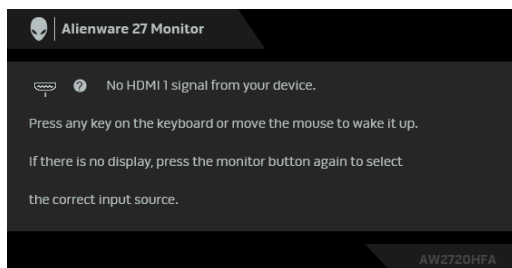 Alienware 27 Monitor
No HDMI 1 signal from your device.
Press any key on the keyboard or move the mouse to wake it up.
If there is no display, press the monitor button again to select
the correct input source.
AW2720HFA